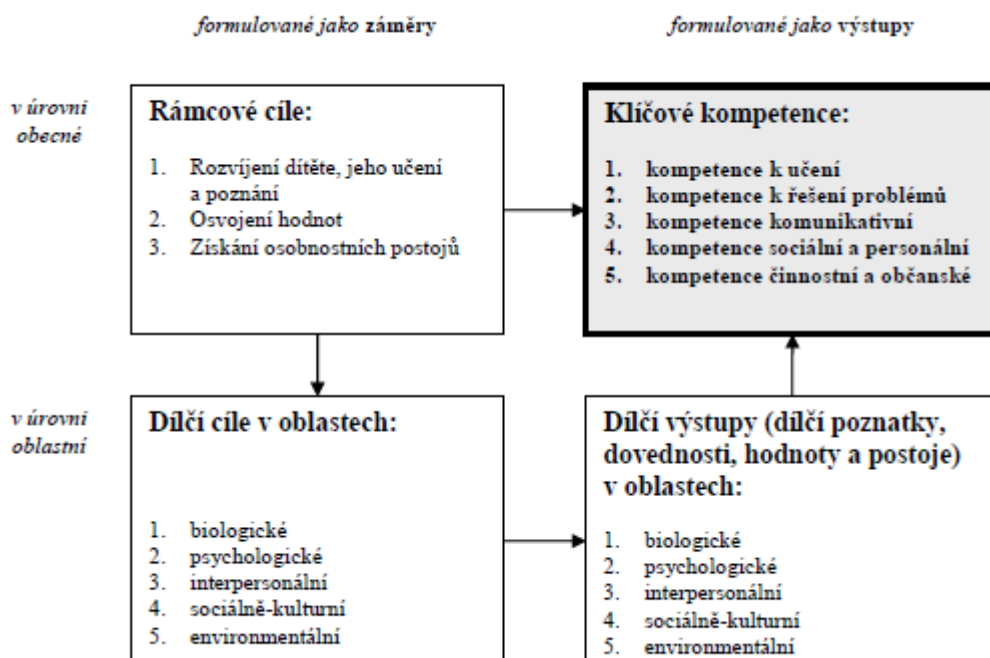 formulované jako záměry
formulované jako výstupy
v úrovni
obecné
Rámcové cíle:
1. Rozvíjení dítěte, jeho učení
a poznání
2. Osvojení hodnot
3. Získání osobnostních postojů
Klíčové kompetence:
1. kompetence k učení
2. kompetence k řešení problémů
3. kompetence komunikativní
4. kompetence sociální a personální
5. kompetence činnostní a občanské
v úrovni
oblastní
Dílčí cíle v oblastech:
1. biologické
2. psychologické
3. interpersonální
4. sociálně-kulturní
5. environmentální
Dílčí výstupy (dílčí poznatky,
dovednosti, hodnoty a postoje)
v oblastech:
1. biologické
2. psychologické
3. interpersonální
4. sociálně-kulturní
5. environmentální